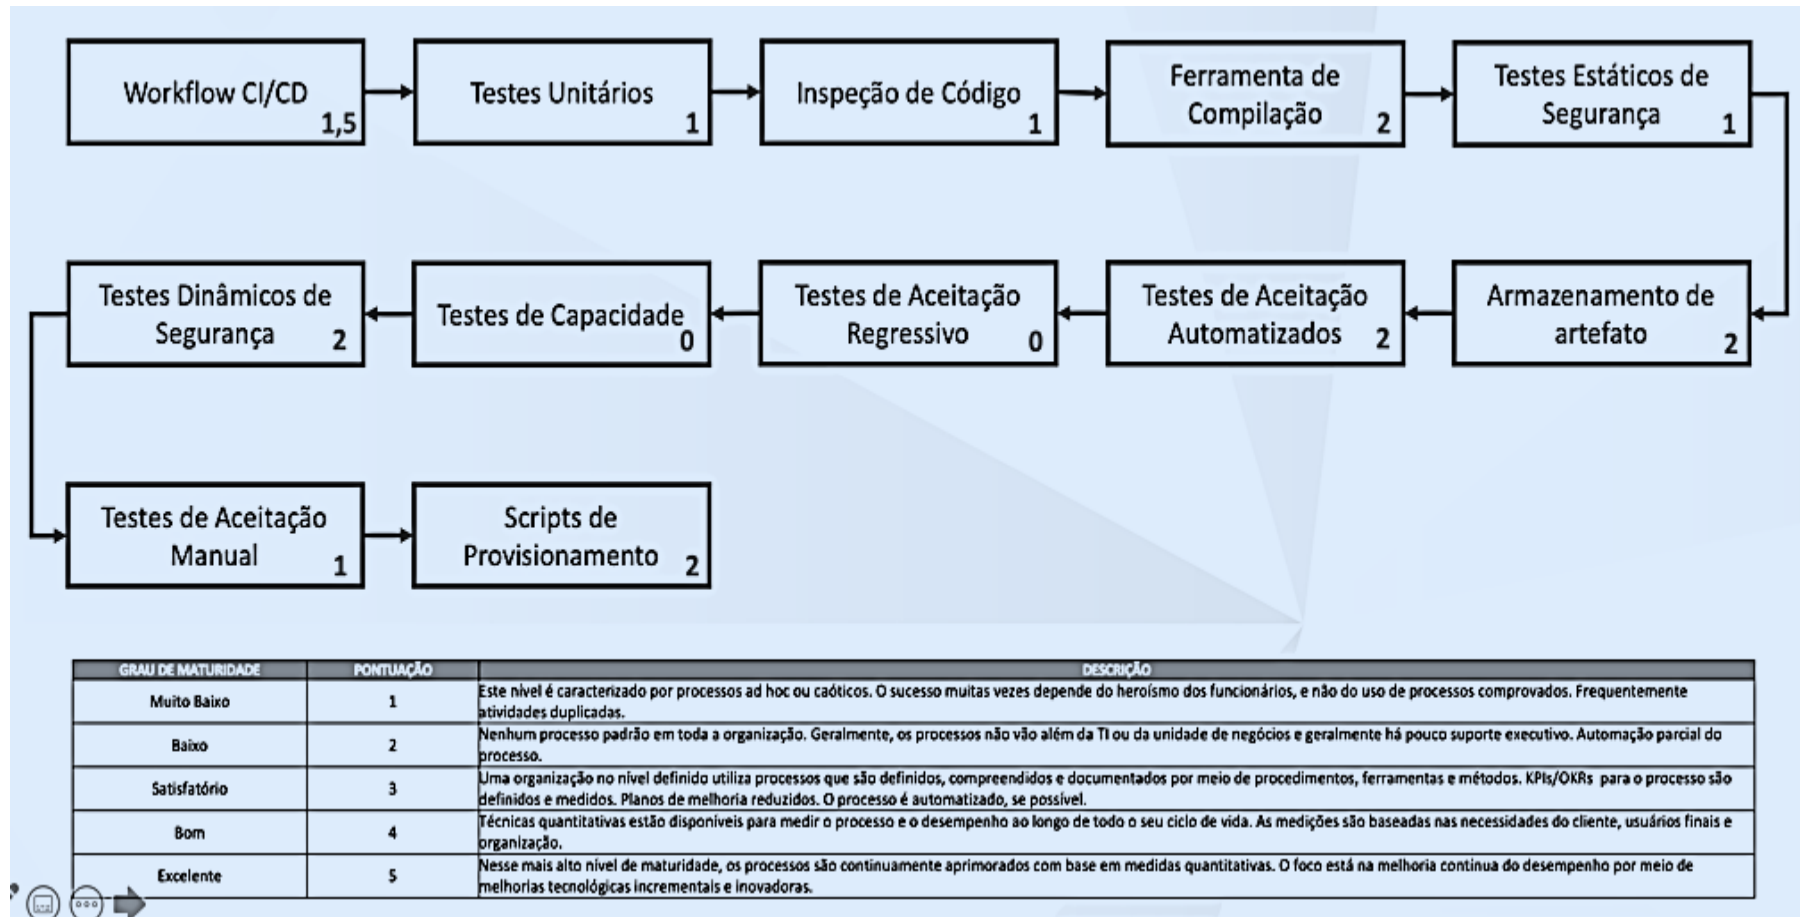 Workflow CI/CD
1,5
Testes Unitários
1
Inspeção de Código
1
Ferramenta de
Compilação
2
Testes Estáticos de
Segurança
1
Testes Dinâmicos de
Segurança
2
Testes de Capacidade
0
Testes de Aceitação
Regressivo
0
Testes de Aceitação
Automatizados
2
Armazenamento de
artefato
2
Testes de Aceitação
Manual
1
Scripts de
Provisionamento
2
GRAU DE MATURIDADE PONTUAÇÃO DESCRIÇÃO
Muito Baixo 1 Este nível é caracterizado por processos ad hoc ou caóticos. O sucesso muitas vezes depende do heroísmo dos funcionários, e não do uso de processos comprovados. Frequentemente
atividades duplicadas.
Baixo 2 Nenhum processo padrão em toda a organização. Geralmente, os processos não vão além da TI ou da unidade de negócios e geralmente há pouco suporte executivo. Automação parcial do
processo.
Satisfatório 3 Uma organização no nível definido utiliza processos que são definidos, compreendidos e documentados por meio de procedimentos, ferramentas e métodos. KPIs/OKRs para o processo são
definidos e medidos. Planos de melhoria reduzidos. O processo é automatizado, se possível.
Bom 4 Técnicas quantitativas estão disponíveis para medir o processo e o desempenho ao longo de todo o seu ciclo de vida. As medições são baseadas nas necessidades do cliente, usuários finais e
organização.
Excelente 5 Nesse mais alto nível de maturidade, os processos são continuamente aprimorados com base em medidas quantitativas. O foco está na melhoria contínua do desempenho por meio de
melhorias tecnológicas incrementais e inovadoras.